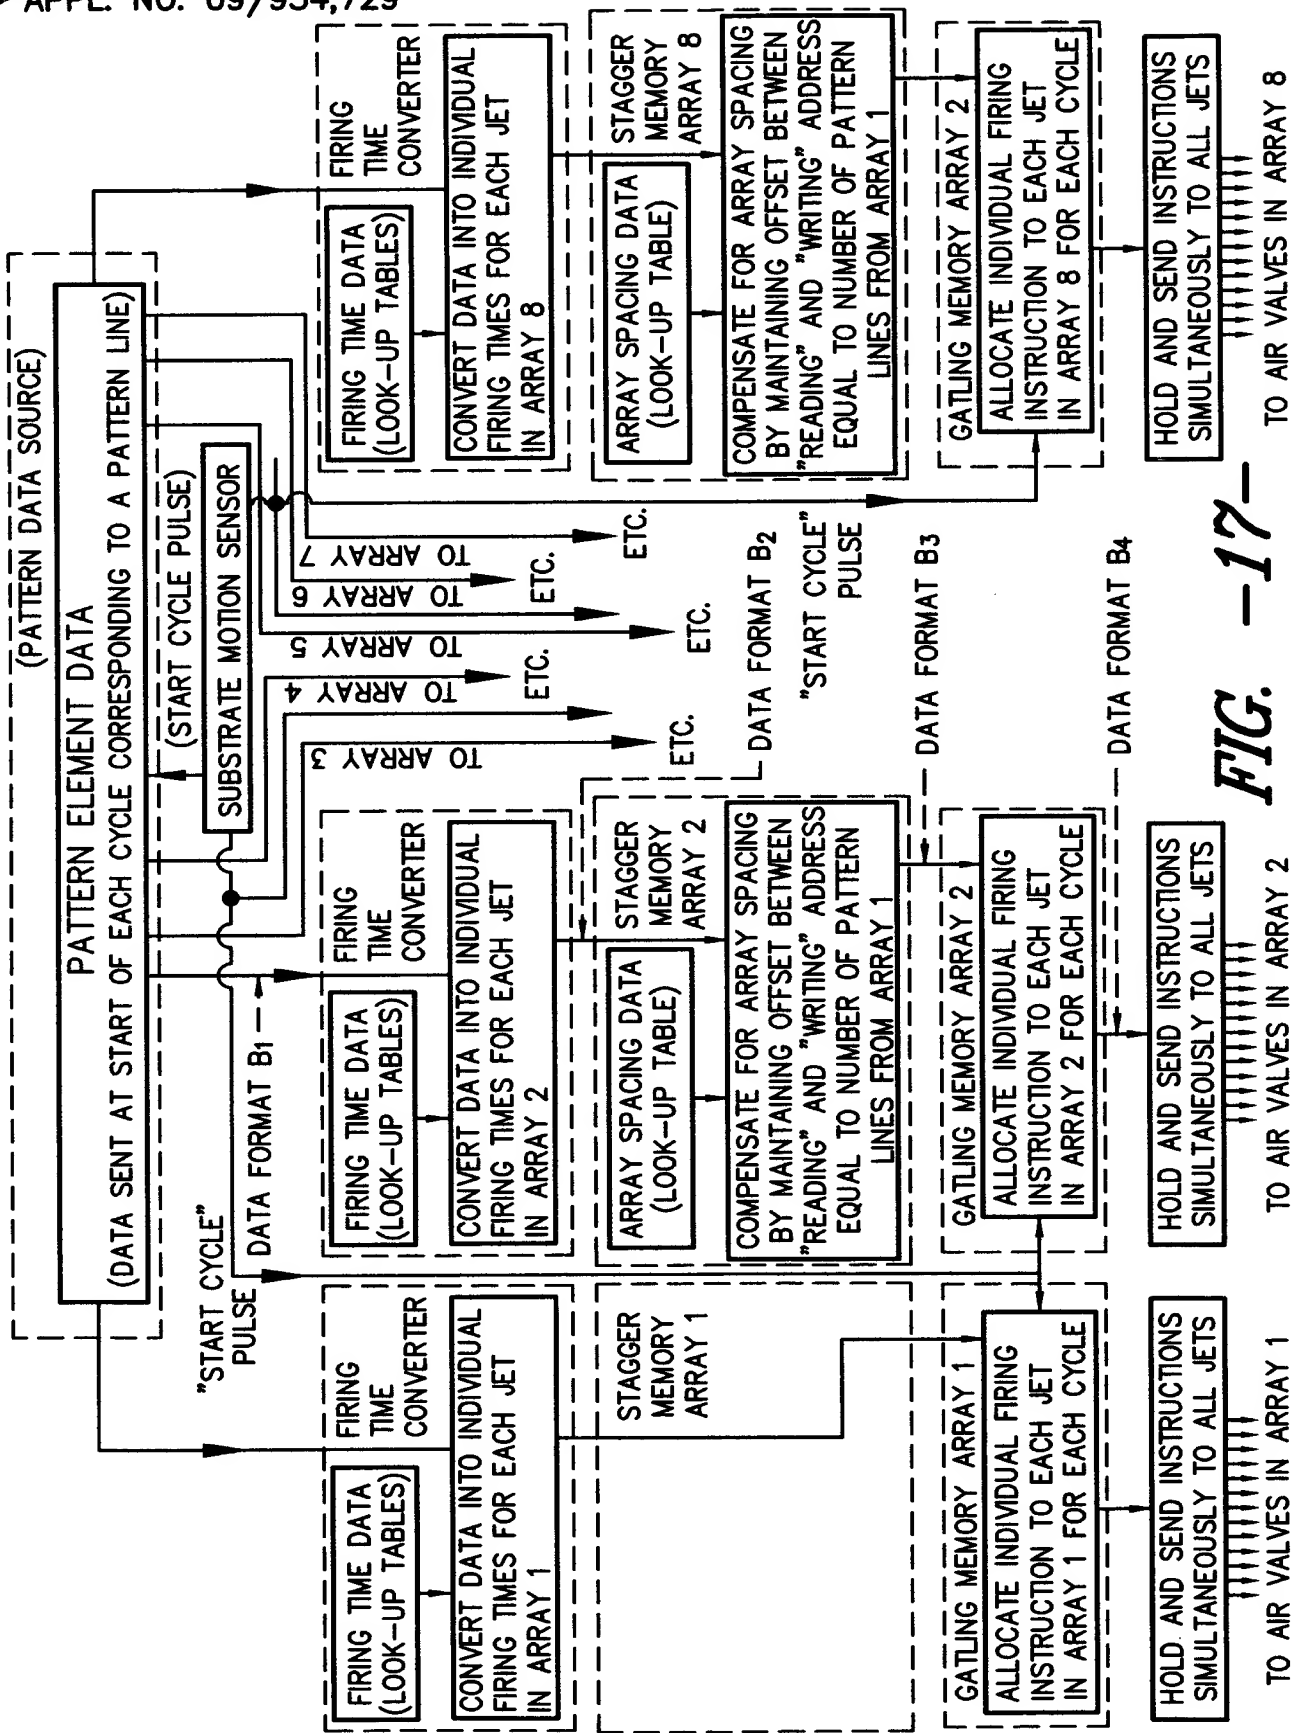 APPL. NO. 09/954,729
(PATTERN DATA SOURCE)
PATTERN ELEMENT DATA
(DATA SENT AT START OF EACH CYCLE CORRESPONDING TO A PATTERN LINE)
(START CYCLE PULSE)
SUBSTRATE MOTION SENSOR
"START CYCLE"
PULSE
DATA FORMAT B1
FIRING
TIME
CONVERTER
FIRING TIME DATA
(LOOK-UP TABLES)
CONVERT DATA INTO INDIVIDUAL
FIRING TIMES FOR EACH JET
IN ARRAY 1
STAGGER
MEMORY
ARRAY 1
GATLING MEMORY ARRAY 1
ALLOCATE INDIVIDUAL FIRING
INSTRUCTION TO EACH JET
IN ARRAY 1 FOR EACH CYCLE
HOLD AND SEND INSTRUCTIONS
SIMULTANEOUSLY TO ALL JETS
TO AIR VALVES IN ARRAY 1
FIRING
TIME
CONVERTER
FIRING TIME DATA
(LOOK-UP TABLES)
CONVERT DATA INTO INDIVIDUAL
FIRING TIMES FOR EACH JET
IN ARRAY 2
STAGGER
MEMORY
ARRAY 2
ARRAY SPACING DATA
(LOOK-UP TABLE)
COMPENSATE FOR ARRAY SPACING
BY MAINTAINING OFFSET BETWEEN
"READING" AND "WRITING" ADDRESS
EQUAL TO NUMBER OF PATTERN
LINES FROM ARRAY 1
GATLING MEMORY ARRAY 2
ALLOCATE INDIVIDUAL FIRING
INSTRUCTION TO EACH JET
IN ARRAY 2 FOR EACH CYCLE
HOLD AND SEND INSTRUCTIONS
SIMULTANEOUSLY TO ALL JETS
TO AIR VALVES IN ARRAY 2
TO ARRAY 3
ETC.
TO ARRAY 4
ETC.
TO ARRAY 5
ETC.
TO ARRAY 6
ETC.
TO ARRAY 7
ETC.
DATA FORMAT B2
"START CYCLE"
PULSE
DATA FORMAT B3
DATA FORMAT B4
FIRING
TIME
CONVERTER
FIRING TIME DATA
(LOOK-UP TABLES)
CONVERT DATA INTO INDIVIDUAL
FIRING TIMES FOR EACH JET
IN ARRAY 8
STAGGER
MEMORY
ARRAY 8
ARRAY SPACING DATA
(LOOK-UP TABLE)
COMPENSATE FOR ARRAY SPACING
BY MAINTAINING OFFSET BETWEEN
"READING" AND "WRITING" ADDRESS
EQUAL TO NUMBER OF PATTERN
LINES FROM ARRAY 1
GATLING MEMORY ARRAY 2
ALLOCATE INDIVIDUAL FIRING
INSTRUCTION TO EACH JET
IN ARRAY 8 FOR EACH CYCLE
HOLD AND SEND INSTRUCTIONS
SIMULTANEOUSLY TO ALL JETS
TO AIR VALVES IN ARRAY 8
FIG. -17-